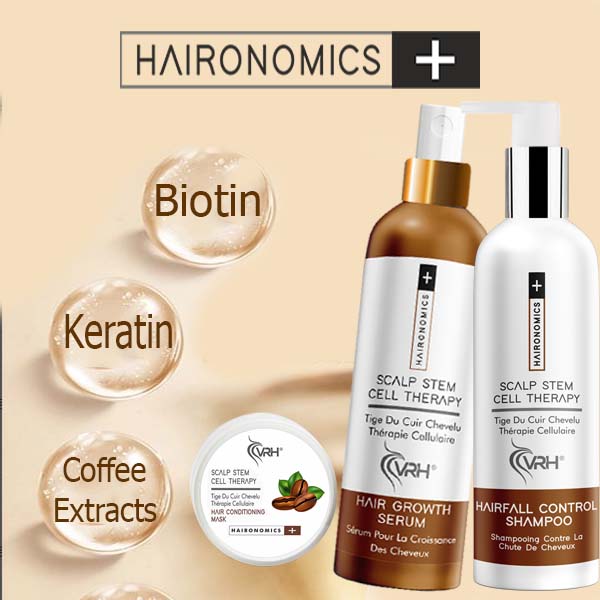 HAIRONOMICS +
Biotin
Keratin
Coffee
Extracts
SCALP STEM
CELL THERAPY
Tige Du Cuir Chevelu
Thérapie Cellulaire
HAIR CONDITIONING
MASK
HAIRONOMICS +
VRH®
HAIRONOMICS +
SCALP STEM
CELL THERAPY
Tige Du Cuir Chevelu
Thérapie Cellulaire
VRH®
HAIR GROWTH
SERUM
Sérum Pour La Croissance
Des Cheveux
HAIRONOMICS +
SCALP STEM
CELL THERAPY
Tige Du Cuir Chevelu
Thérapie Cellulaire
VRH®
HAIRFALL CONTROL
SHAMPOO
Shampooing Contre La
Chute De Cheveux